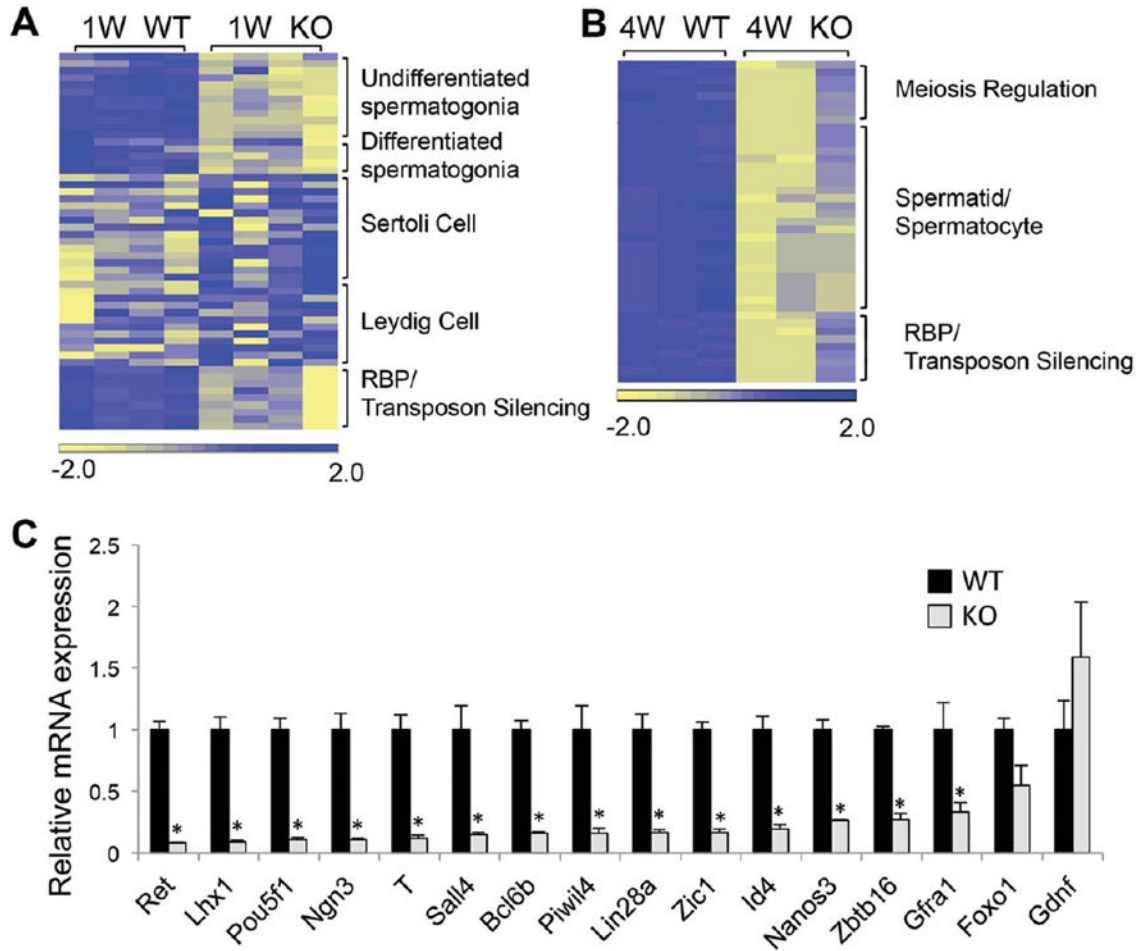 A
1W WT
1W KO
Undifferentiated
spermatogonia
Differentiated
spermatogonia
Sertoli Cell
Leydig Cell
RBP/
Transposon Silencing
-2.0
2.0
B
4W WT
4W KO
Meiosis Regulation
Spermatid/
Spermatocyte
RBP/
Transposon Silencing
-2.0
2.0
C
Relative mRNA expression
2.5
2
1.5
1
0.5
0
WT
KO
* * * * * * * * * * * * * *
Ret
Lhx1
Pou5f1
Ngn3
T
Sall4
Bcl6b
Piwil4
Lin28a
Zic1
Id4
Nanos3
Zbtb16
Gfra1
Foxo1
Gdnf